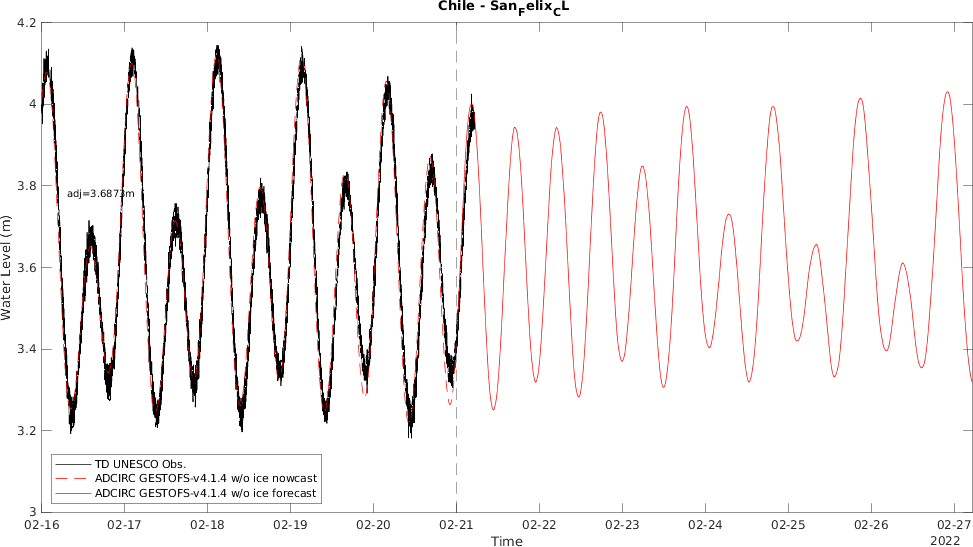 Chile - SanFelixCL
4.2
4
3.8
3.6
3.4
3.2
3
Water Level (m)
adj=3.6873m
TD UNESCO Obs.
ADCIRC GESTOFS-v4.1.4 w/o ice nowcast
ADCIRC GESTOFS-v4.1.4 w/o ice forecast
02-16 02-17 02-18 02-19 02-20 02-21 02-22 02-23 02-24 02-25 02-26 02-27
Time
2022